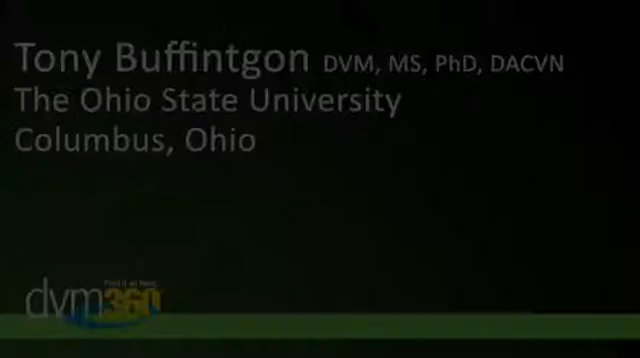 Tony Buffintgon DVM, MS, PhD, DACVN
The Ohio State University
Columbus, Ohio
dvm360